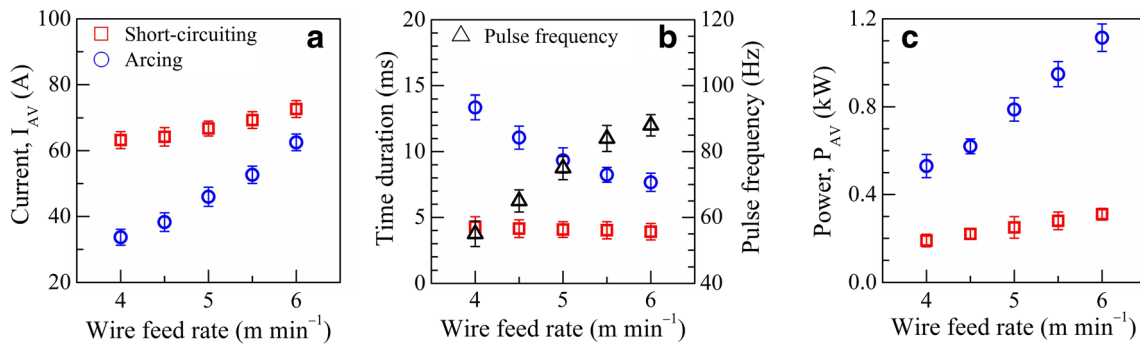 a
Short-circuiting
Arcing
Current, I_AV (A)
100
80
60
40
20
4
5
6
Wire feed rate (m min⁻¹)
b
Pulse frequency
Time duration (ms)
20
15
10
5
0
Pulse frequency (Hz)
120
100
80
60
40
4
5
6
Wire feed rate (m min⁻¹)
c
Power, P_AV (kW)
1.2
0.8
0.4
0.0
4
5
6
Wire feed rate (m min⁻¹)